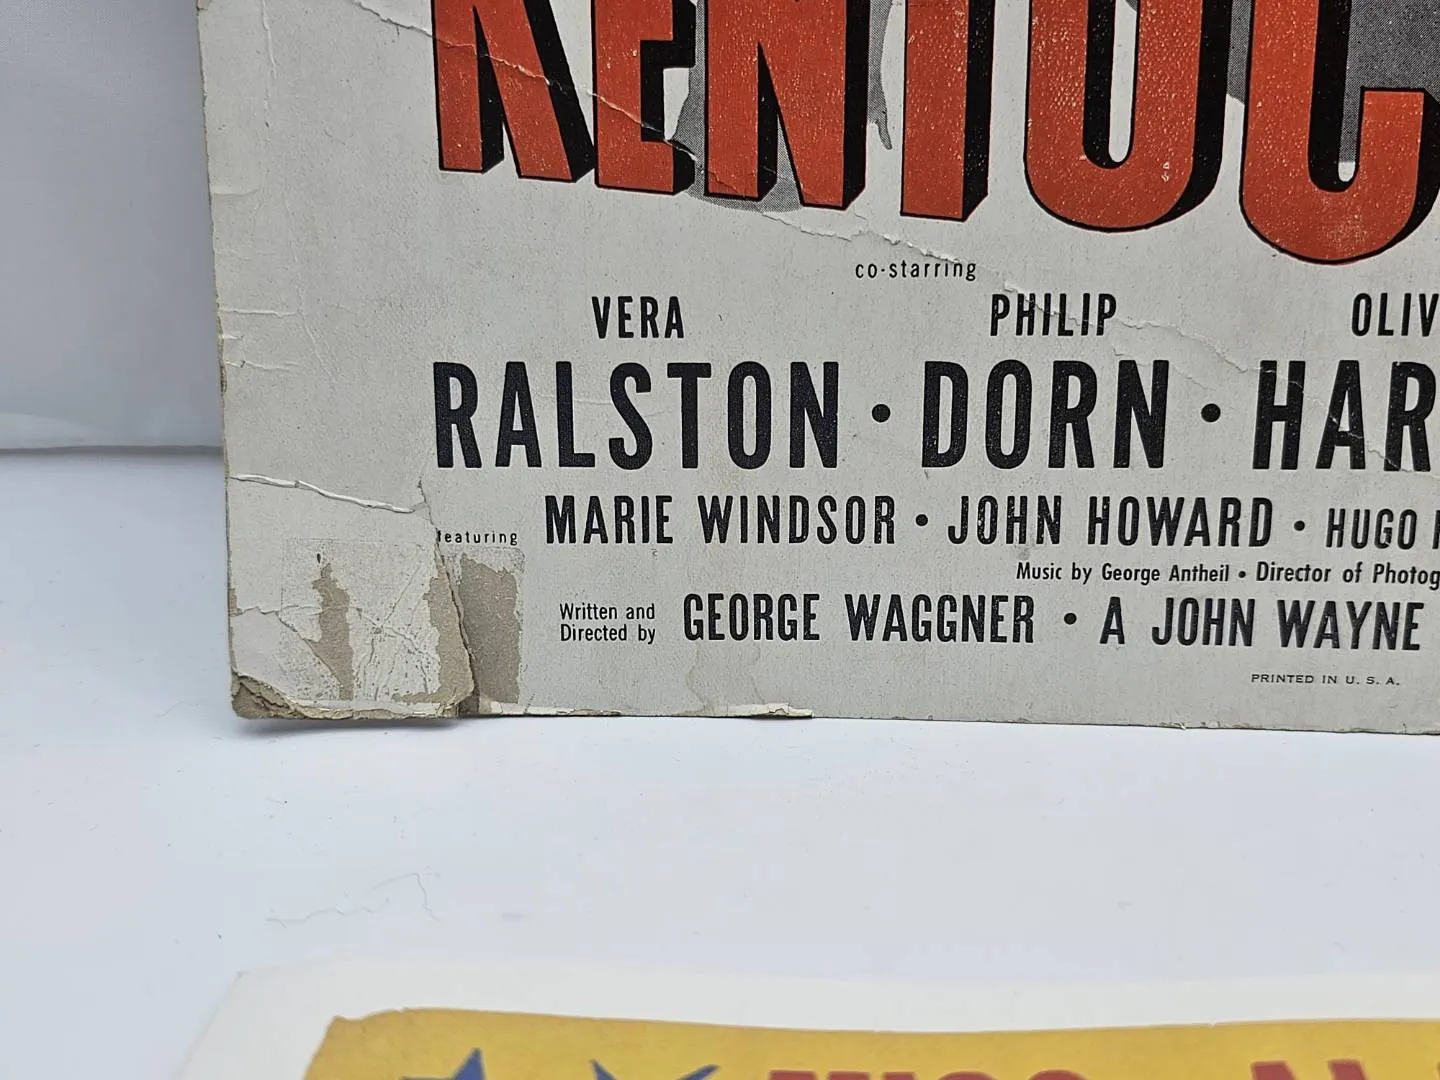 KENTUC
co-starring
VERA PHILIP OLIV
RALSTON • DORN • HAR
featuring MARIE WINDSOR • JOHN HOWARD • HUGO
Music by George Antheil • Director of Photog
Written and
Directed by GEORGE WAGGNER • A JOHN WAYNE
PRINTED IN U. S. A.